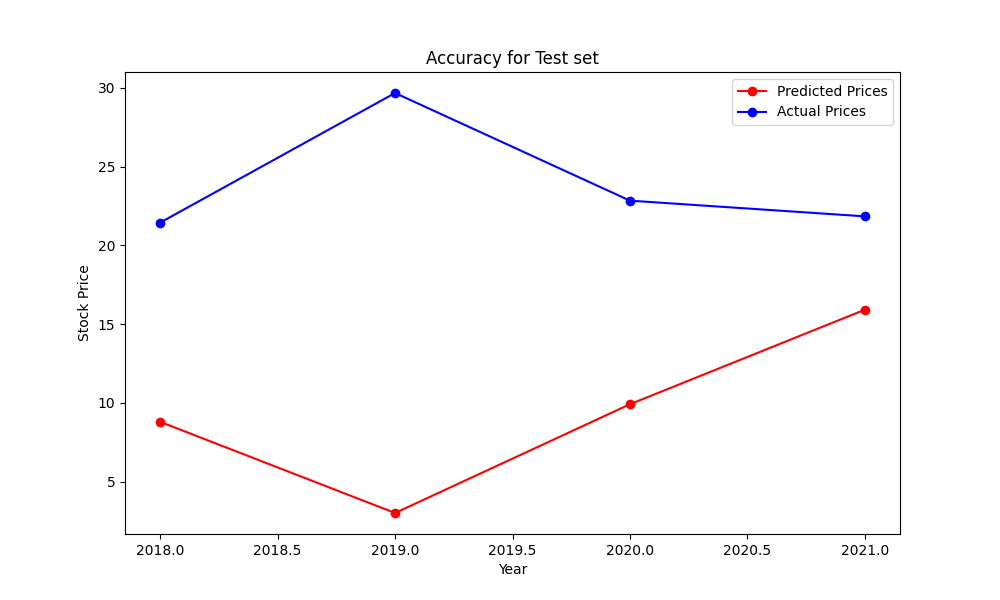 Accuracy for Test set
Predicted Prices
Actual Prices
30
25
20
15
10
5
Stock Price
2018.0 2018.5 2019.0 2019.5 2020.0 2020.5 2021.0
Year